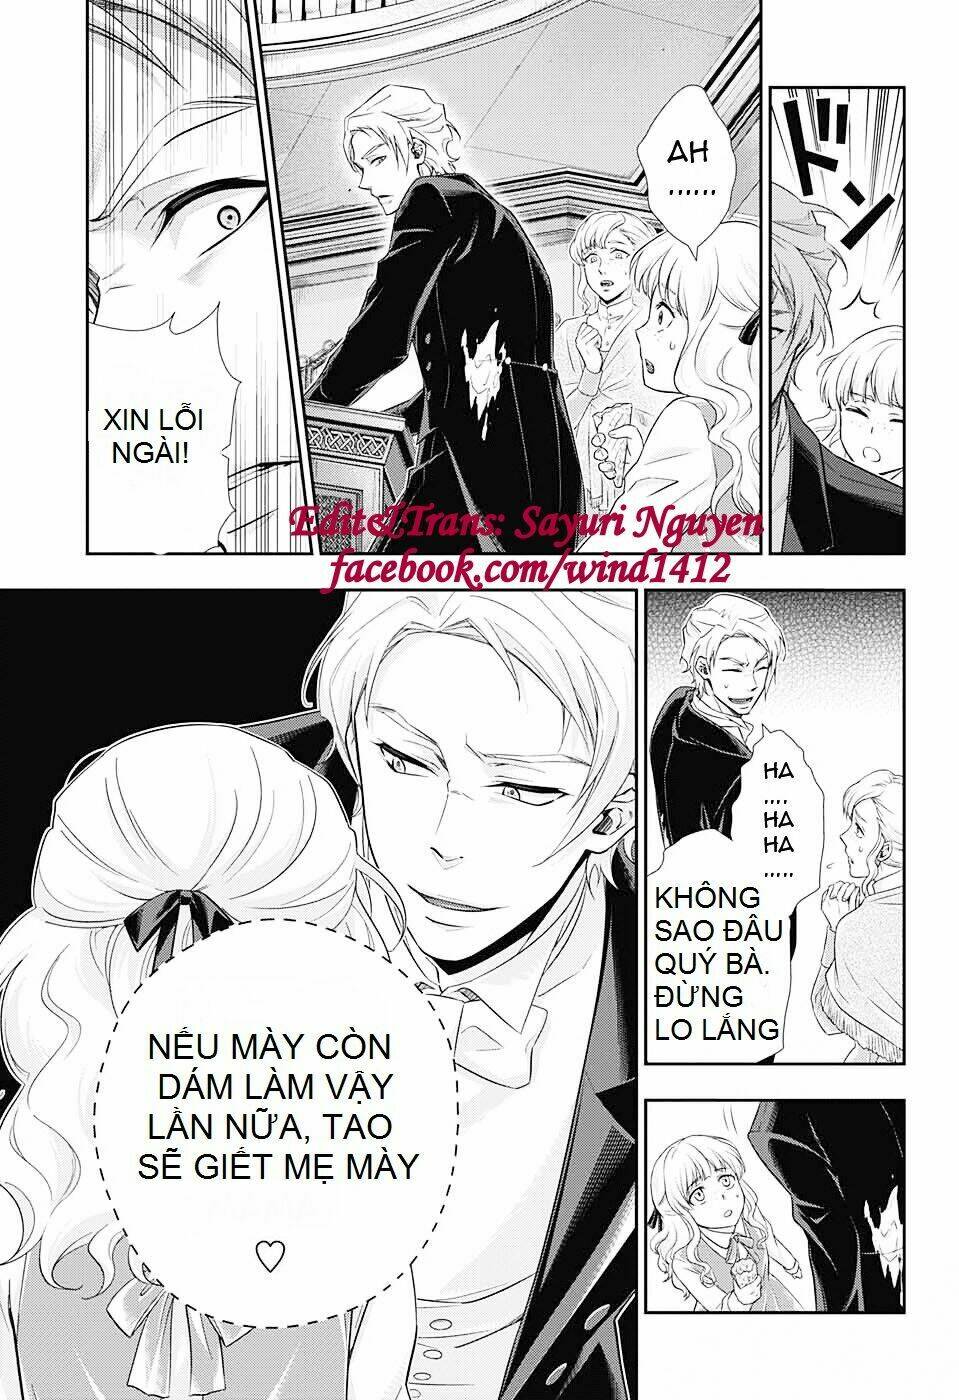 ドン
AH
......
XIN LỖI
NGÀI!
Edit&Trans: Sayuri Nguyen
facebook.com/wind1412
HA
....
HA
HA
.....
KHÔNG
SAO ĐÂU
QUÝ BÀ.
ĐỪNG
LO LẮNG
NẾU MÀY CÒN
DÁM LÀM VẬY
LẦN NỮA, TAO
SẼ GIẾT MẸ MÀY
♡